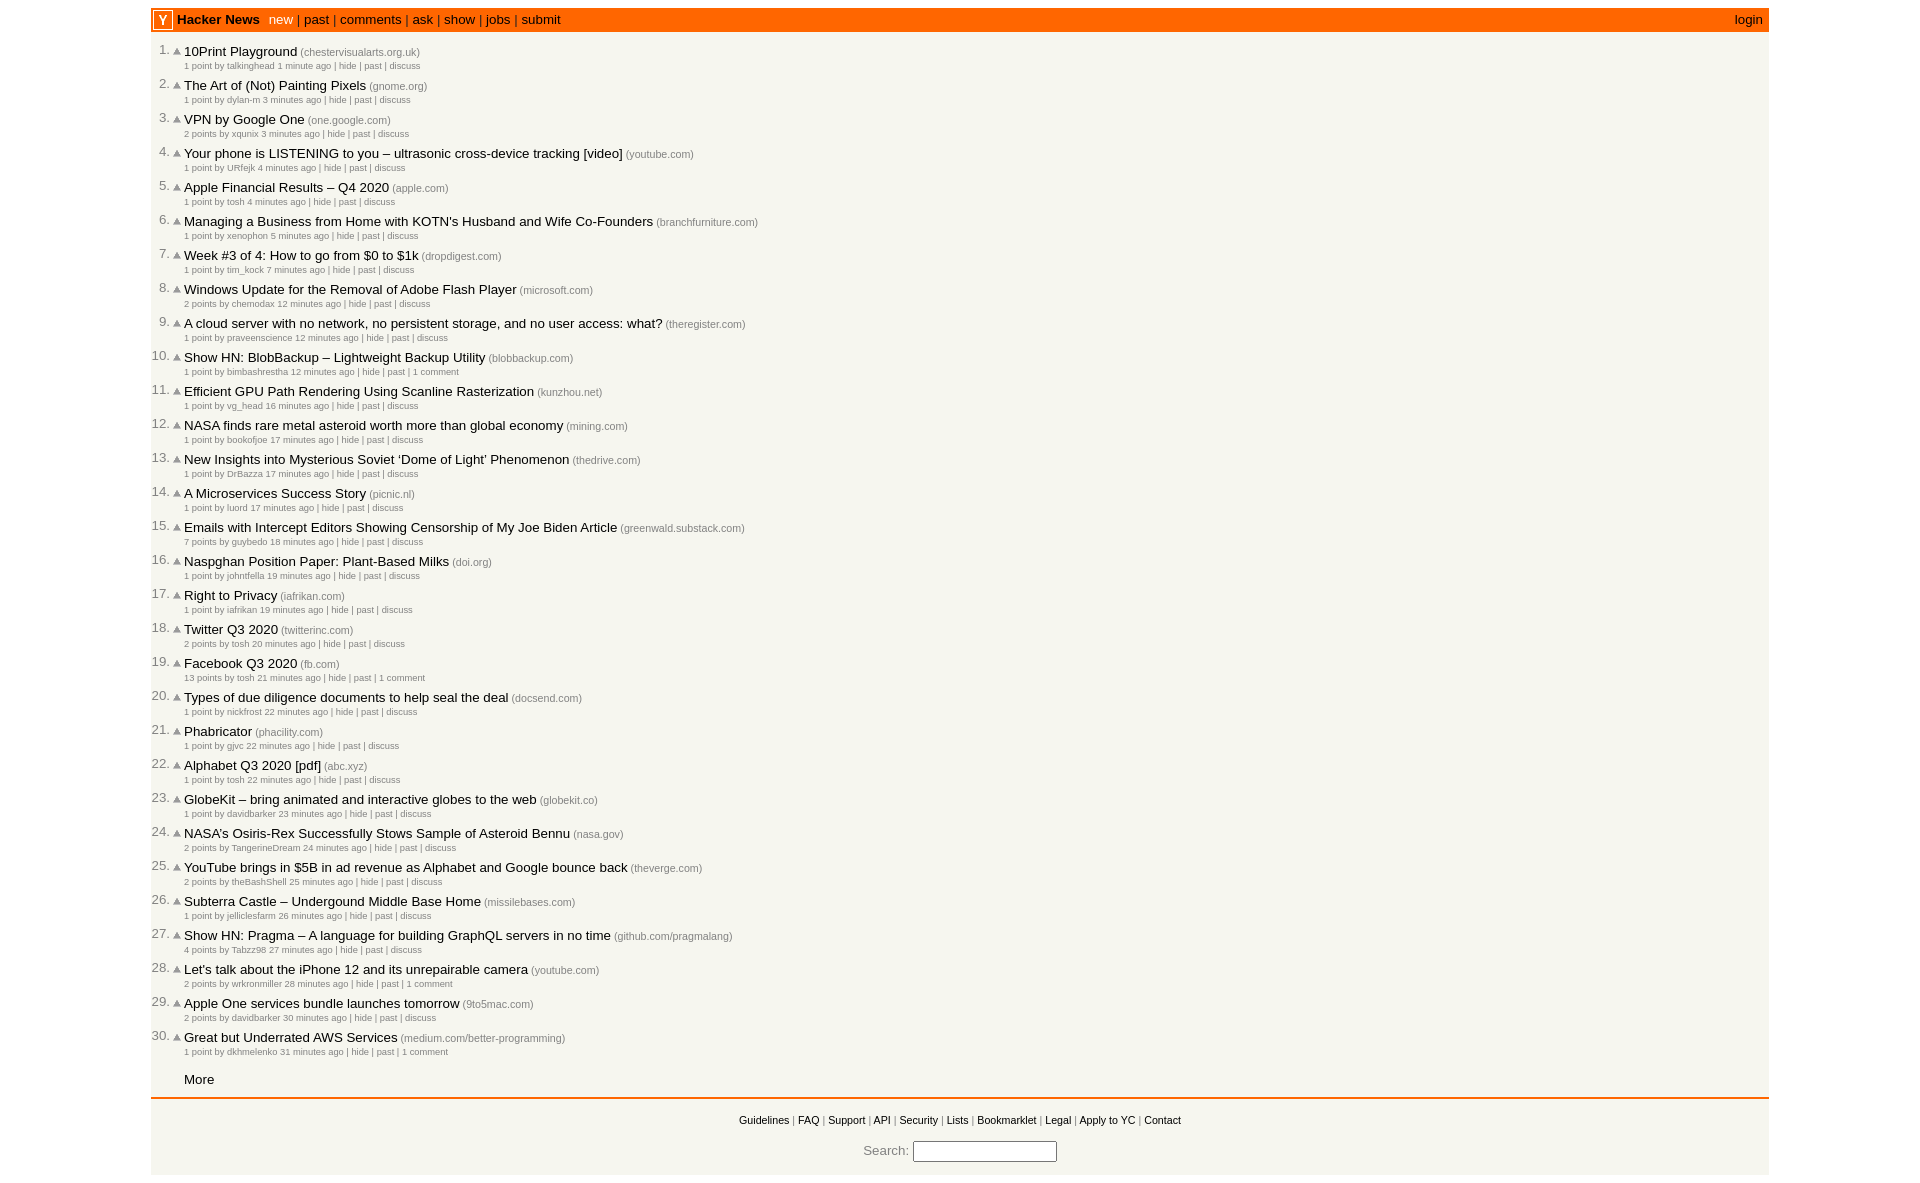 Y Hacker News new | past | comments | ask | show | jobs | submit login
1. 10Print Playground (chestervisualarts.org.uk)
1 point by talkinghead 1 minute ago | hide | past | discuss
2. The Art of (Not) Painting Pixels (gnome.org)
1 point by dylan-m 3 minutes ago | hide | past | discuss
3. VPN by Google One (one.google.com)
2 points by xqunix 3 minutes ago | hide | past | discuss
4. Your phone is LISTENING to you – ultrasonic cross-device tracking [video] (youtube.com)
1 point by URfejk 4 minutes ago | hide | past | discuss
5. Apple Financial Results – Q4 2020 (apple.com)
1 point by tosh 4 minutes ago | hide | past | discuss
6. Managing a Business from Home with KOTN's Husband and Wife Co-Founders (branchfurniture.com)
1 point by xenophon 5 minutes ago | hide | past | discuss
7. Week #3 of 4: How to go from $0 to $1k (dropdigest.com)
1 point by tim_kock 7 minutes ago | hide | past | discuss
8. Windows Update for the Removal of Adobe Flash Player (microsoft.com)
2 points by chemodax 12 minutes ago | hide | past | discuss
9. A cloud server with no network, no persistent storage, and no user access: what? (theregister.com)
1 point by praveenscience 12 minutes ago | hide | past | discuss
10. Show HN: BlobBackup – Lightweight Backup Utility (blobbackup.com)
1 point by bimbashrestha 12 minutes ago | hide | past | 1 comment
11. Efficient GPU Path Rendering Using Scanline Rasterization (kunzhou.net)
1 point by vg_head 16 minutes ago | hide | past | discuss
12. NASA finds rare metal asteroid worth more than global economy (mining.com)
1 point by bookofjoe 17 minutes ago | hide | past | discuss
13. New Insights into Mysterious Soviet ‘Dome of Light’ Phenomenon (thedrive.com)
1 point by DrBazza 17 minutes ago | hide | past | discuss
14. A Microservices Success Story (picnic.nl)
1 point by luord 17 minutes ago | hide | past | discuss
15. Emails with Intercept Editors Showing Censorship of My Joe Biden Article (greenwald.substack.com)
7 points by guybedo 18 minutes ago | hide | past | discuss
16. Naspghan Position Paper: Plant-Based Milks (doi.org)
1 point by johntfella 19 minutes ago | hide | past | discuss
17. Right to Privacy (iafrikan.com)
1 point by iafrikan 19 minutes ago | hide | past | discuss
18. Twitter Q3 2020 (twitterinc.com)
2 points by tosh 20 minutes ago | hide | past | discuss
19. Facebook Q3 2020 (fb.com)
13 points by tosh 21 minutes ago | hide | past | 1 comment
20. Types of due diligence documents to help seal the deal (docsend.com)
1 point by nickfrost 22 minutes ago | hide | past | discuss
21. Phabricator (phacility.com)
1 point by gjvc 22 minutes ago | hide | past | discuss
22. Alphabet Q3 2020 [pdf] (abc.xyz)
1 point by tosh 22 minutes ago | hide | past | discuss
23. GlobeKit – bring animated and interactive globes to the web (globekit.co)
1 point by davidbarker 23 minutes ago | hide | past | discuss
24. NASA's Osiris-Rex Successfully Stows Sample of Asteroid Bennu (nasa.gov)
2 points by TangerineDream 24 minutes ago | hide | past | discuss
25. YouTube brings in $5B in ad revenue as Alphabet and Google bounce back (theverge.com)
2 points by theBashShell 25 minutes ago | hide | past | discuss
26. Subterra Castle – Undergound Middle Base Home (missilebases.com)
1 point by jelliclesfarm 26 minutes ago | hide | past | discuss
27. Show HN: Pragma – A language for building GraphQL servers in no time (github.com/pragmalang)
4 points by Tabzz98 27 minutes ago | hide | past | discuss
28. Let's talk about the iPhone 12 and its unrepairable camera (youtube.com)
2 points by wrkronmiller 28 minutes ago | hide | past | 1 comment
29. Apple One services bundle launches tomorrow (9to5mac.com)
2 points by davidbarker 30 minutes ago | hide | past | discuss
30. Great but Underrated AWS Services (medium.com/better-programming)
1 point by dkhmelenko 31 minutes ago | hide | past | 1 comment
More
Guidelines | FAQ | Support | API | Security | Lists | Bookmarklet | Legal | Apply to YC | Contact
Search: